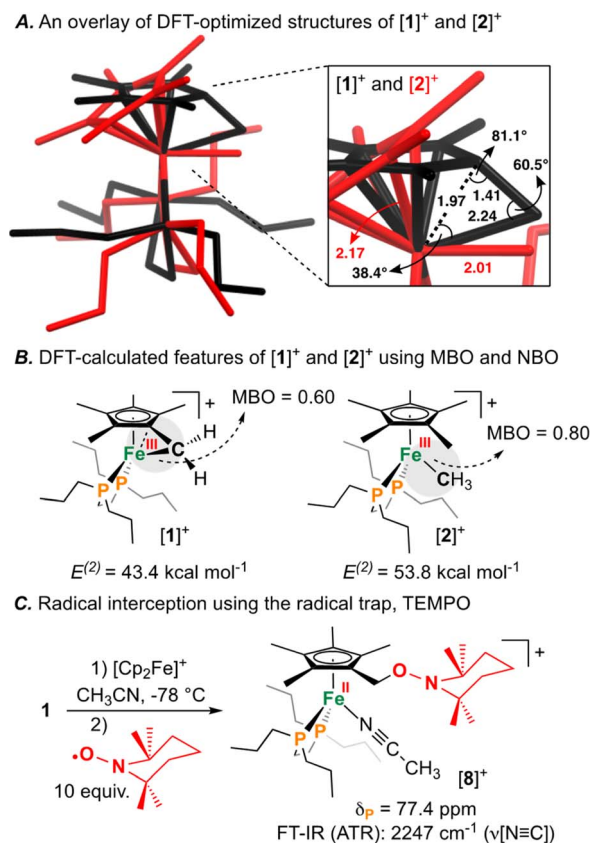 A. An overlay of DFT-optimized structures of [1]⁺ and [2]⁺
[1]⁺ and [2]⁺
81.1°
60.5°
1.97 1.41
2.24
2.17
38.4°
2.01
B. DFT-calculated features of [1]⁺ and [2]⁺ using MBO and NBO
+
MBO = 0.60
H
III
Fe
C
H
P P
[1]⁺
E⁽²⁾ = 43.4 kcal mol⁻¹
+
MBO = 0.80
III
Fe
CH₃
P P
[2]⁺
E⁽²⁾ = 53.8 kcal mol⁻¹
C. Radical interception using the radical trap, TEMPO
1
1) [Cp₂Fe]⁺
CH₃CN, -78 °C
2)
•O
N
10 equiv.
+
O
N
II
Fe
P P
N
C
CH₃
[8]⁺
δP = 77.4 ppm
FT-IR (ATR): 2247 cm⁻¹ (ν[N≡C])